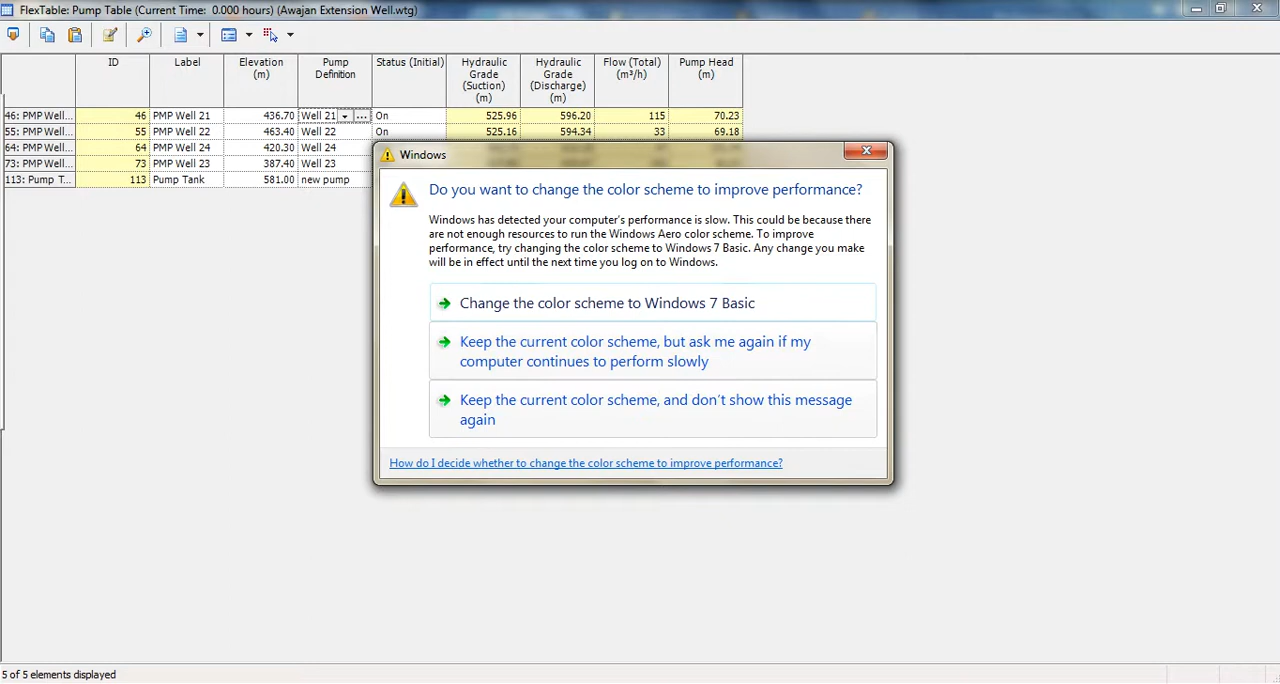 FlexTable: Pump Table (Current Time: 0.000 hours) (Awajan Extension Well.wtg)
ID Label Elevation (m) Pump Definition Status (Initial) Hydraulic Grade (Suction) (m) Hydraulic Grade (Discharge) (m) Flow (Total) (m³/h) Pump Head (m)
46: PMP Well... 46 PMP Well 21 436.70 Well 21 ... On 525.96 596.20 115 70.23
55: PMP Well... 55 PMP Well 22 463.40 Well 22 On 525.16 594.34 33 69.18
64: PMP Well... 64 PMP Well 24 420.30 Well 24
73: PMP Well... 73 PMP Well 23 387.40 Well 23
113: Pump T... 113 Pump Tank 581.00 new pump
Windows
Do you want to change the color scheme to improve performance?
Windows has detected your computer's performance is slow. This could be because there
are not enough resources to run the Windows Aero color scheme. To improve
performance, try changing the color scheme to Windows 7 Basic. Any change you make
will be in effect until the next time you log on to Windows.
Change the color scheme to Windows 7 Basic
Keep the current color scheme, but ask me again if my
computer continues to perform slowly
Keep the current color scheme, and don't show this message
again
How do I decide whether to change the color scheme to improve performance?
5 of 5 elements displayed